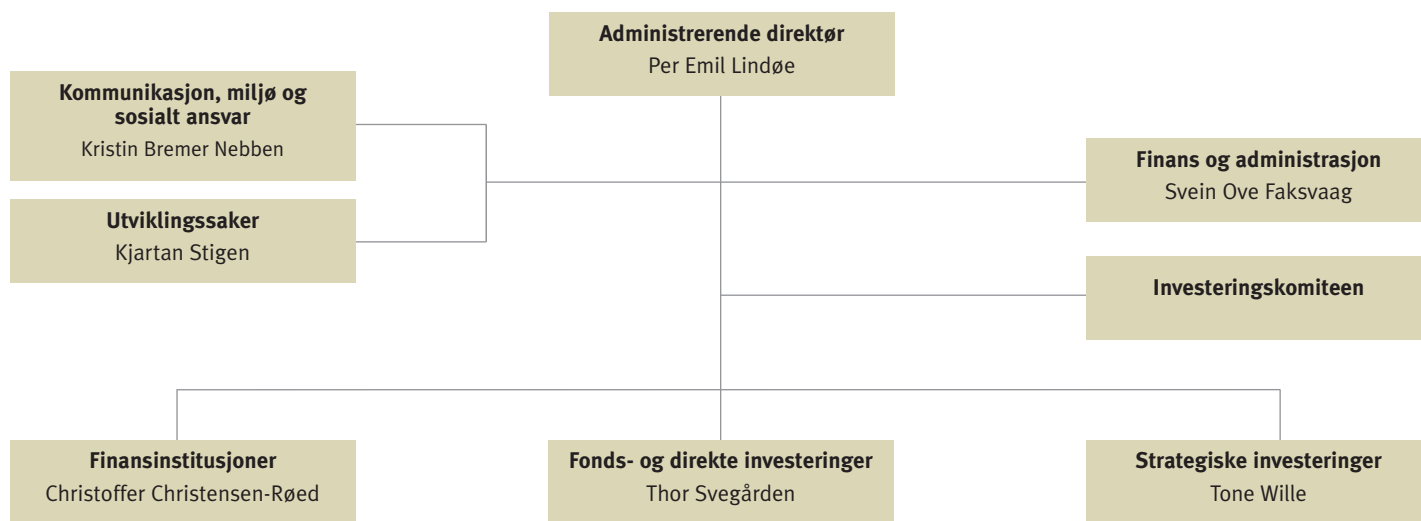 Administrerende direktør
Per Emil Lindøe
Kommunikasjon, miljø og
sosialt ansvar
Kristin Bremer Nebben
Finans og administrasjon
Svein Ove Faksvaag
Utviklingssaker
Kjartan Stigen
Investeringskomiteen
Finansinstitusjoner
Christoffer Christensen-Røed
Fonds- og direkte investeringer
Thor Svegården
Strategiske investeringer
Tone Wille